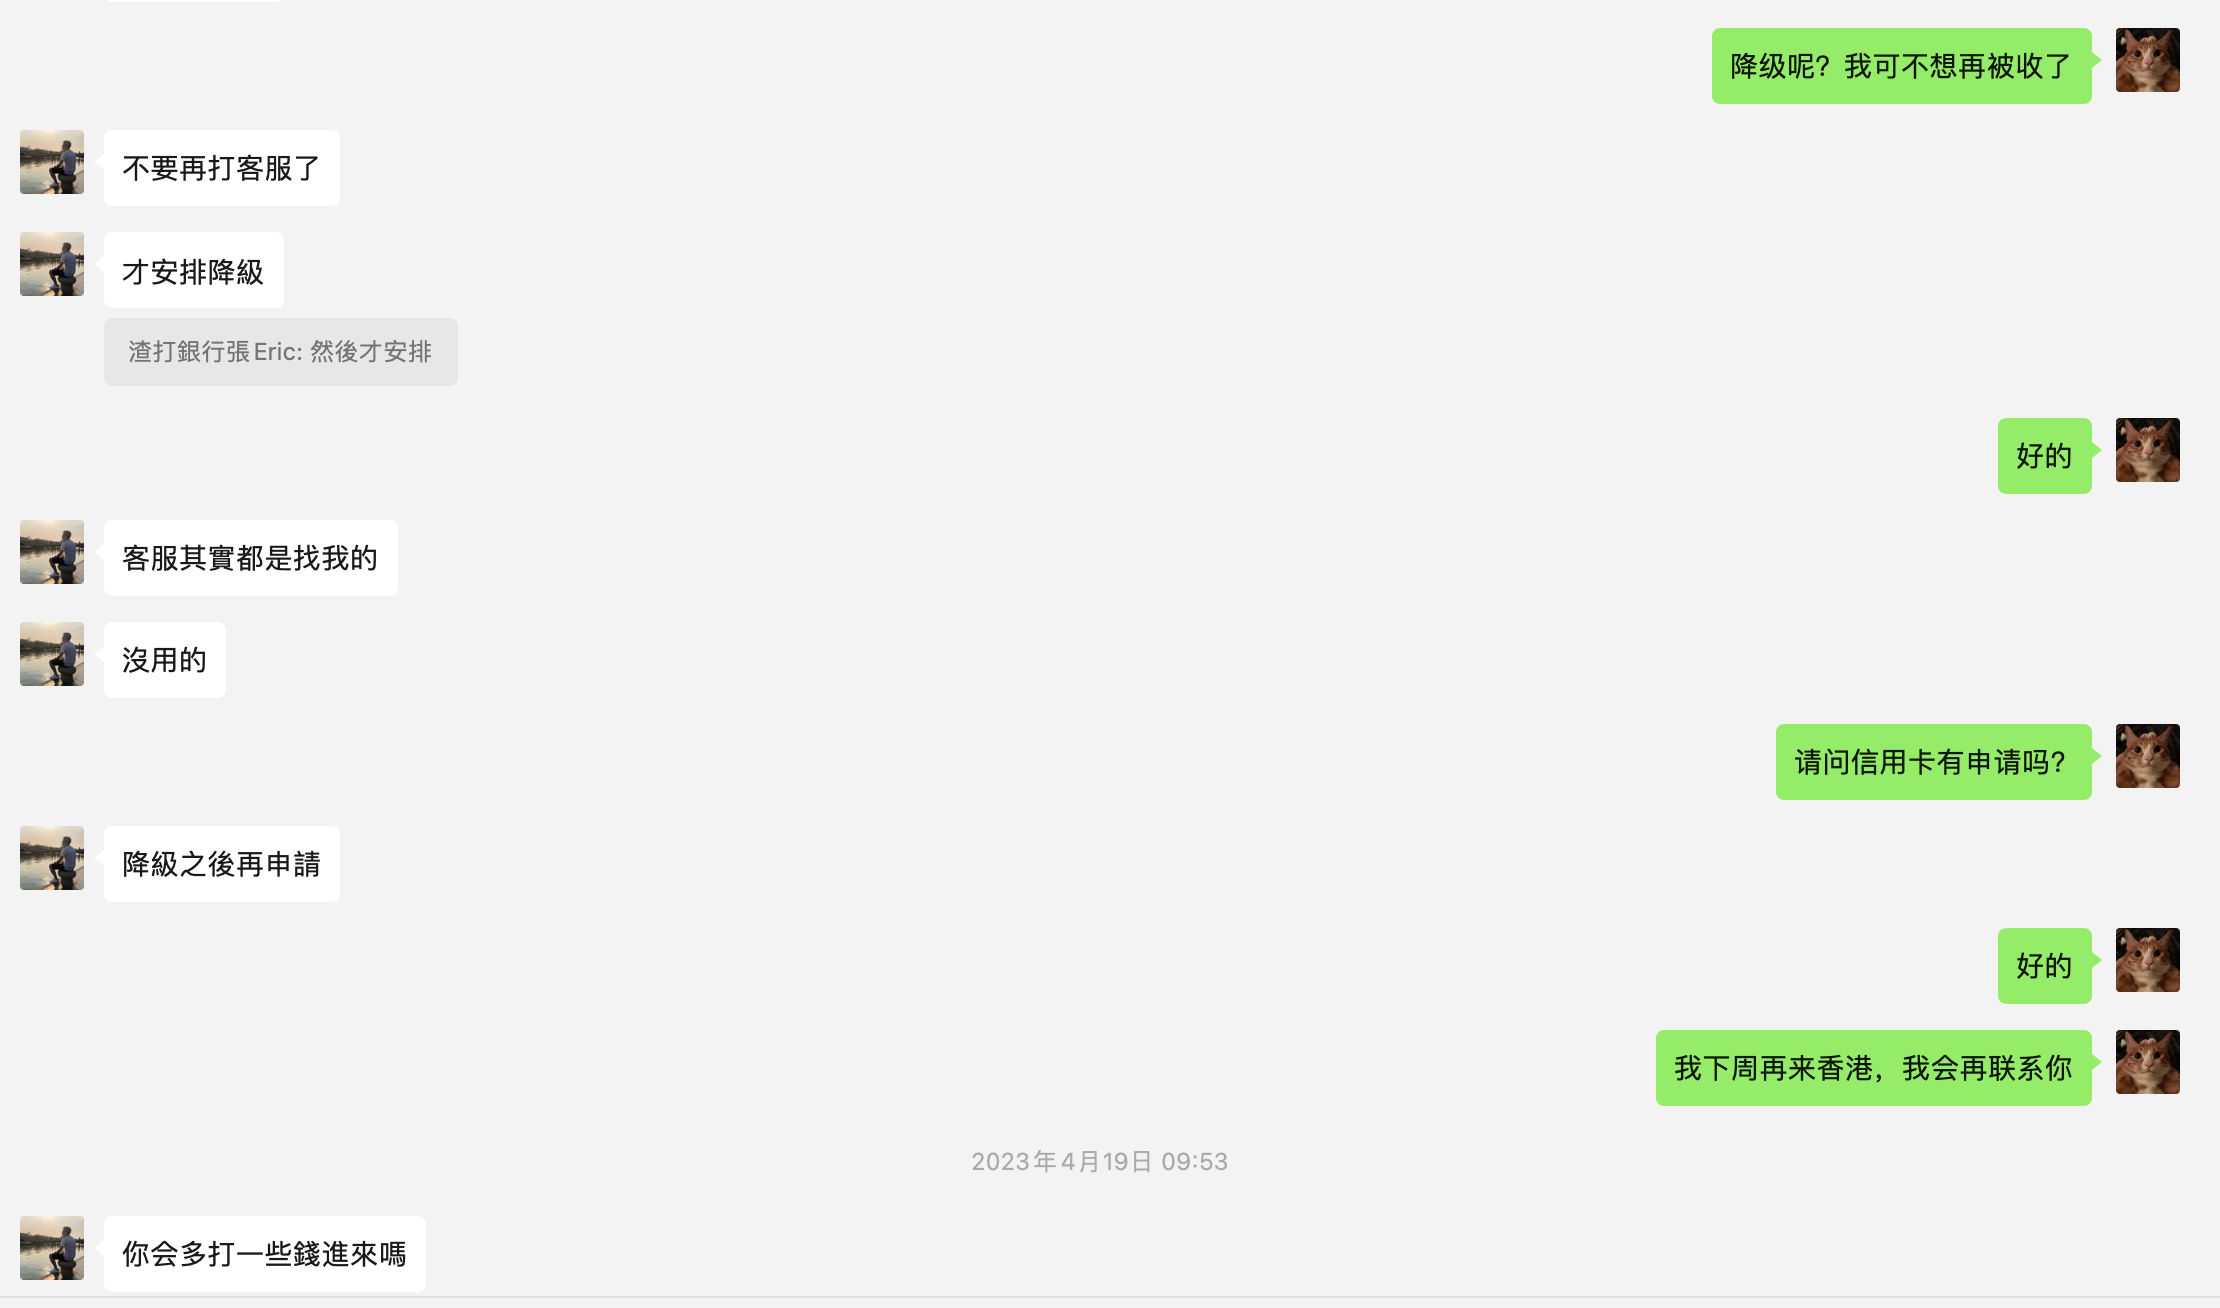 降级呢？我可不想再被收了
不要再打客服了
才安排降級
渣打銀行張Eric: 然後才安排
好的
客服其實都是找我的
沒用的
请问信用卡有申请吗？
降級之後再申請
好的
我下周再来香港，我会再联系你
2023年4月19日 09:53
你会多打一些錢進來嗎